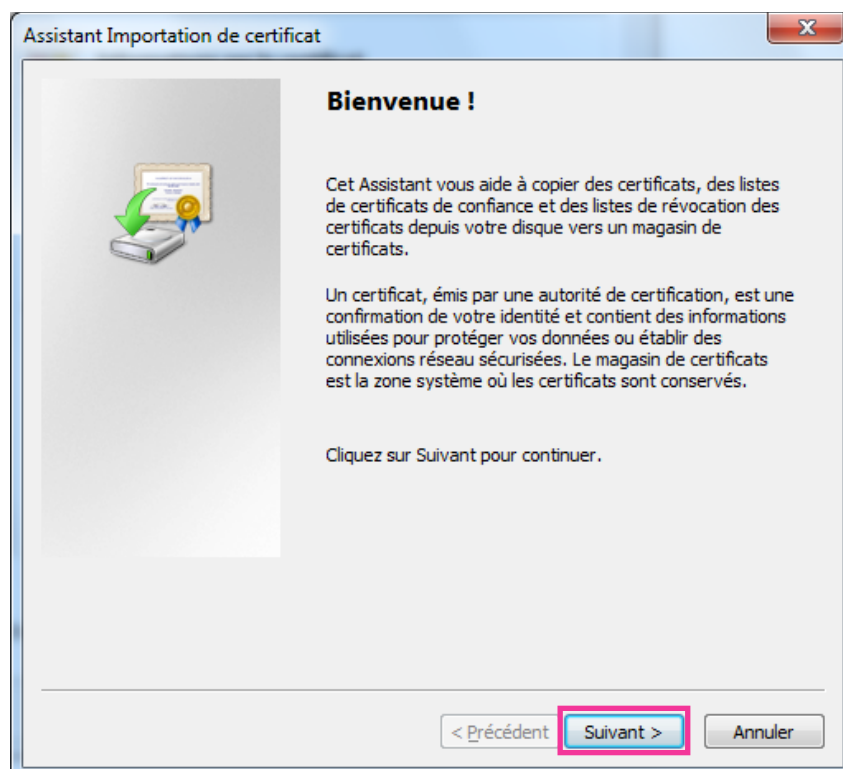 Assistant Importation de certificat
Bienvenue !
Cet Assistant vous aide à copier des certificats, des listes
de certificats de confiance et des listes de révocation des
certificats depuis votre disque vers un magasin de
certificats.
Un certificat, émis par une autorité de certification, est une
confirmation de votre identité et contient des informations
utilisées pour protéger vos données ou établir des
connexions réseau sécurisées. Le magasin de certificats
est la zone système où les certificats sont conservés.
Cliquez sur Suivant pour continuer.
< Précédent Suivant > Annuler